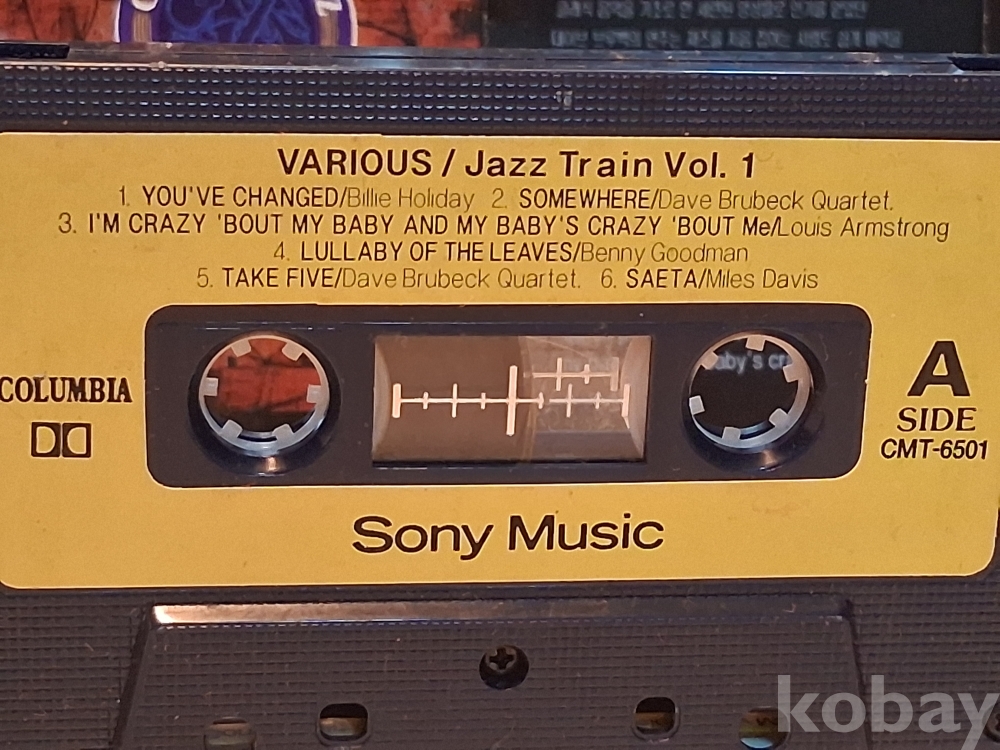 VARIOUS / Jazz Train Vol. 1
1. YOU'VE CHANGED/Billie Holiday 2. SOMEWHERE/Dave Brubeck Quartet.
3. I'M CRAZY 'BOUT MY BABY AND MY BABY'S CRAZY 'BOUT Me/Louis Armstrong
4. LULLABY OF THE LEAVES/Benny Goodman
5. TAKE FIVE/Dave Brubeck Quartet. 6. SAETA/Miles Davis
aby's cr
COLUMBIA
A
SIDE
CMT-6501
Sony Music
kobay